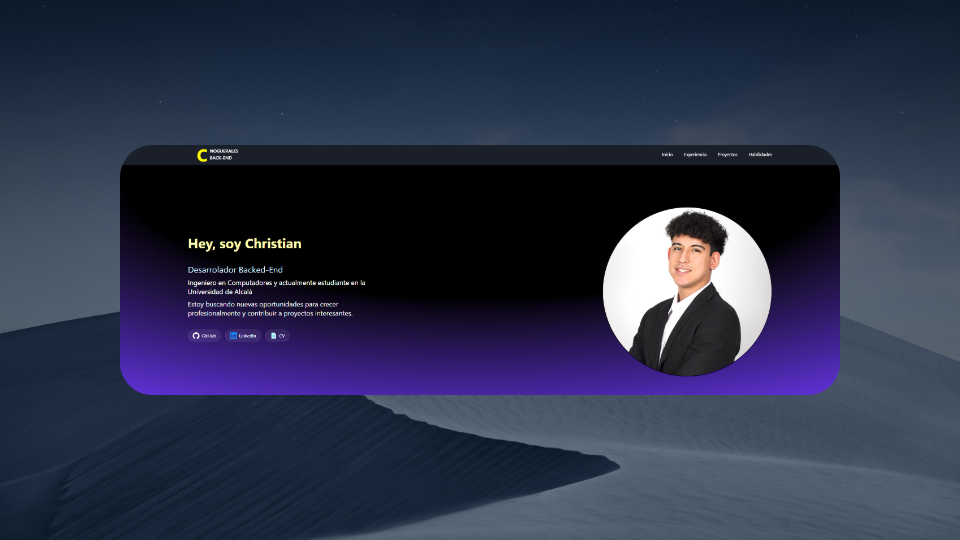 C NOGUERALES
BACK-END
Inicio Experiencia Proyectos Habilidades
Hey, soy Christian
Desarrolador Backed-End
Ingeniero en Computadores y actualmente estudiante en la
Universidad de Alcalá
Estoy buscando nuevas oportunidades para crecer
profesionalmente y contribuir a proyectos interesantes.
GitHub LinkedIn CV